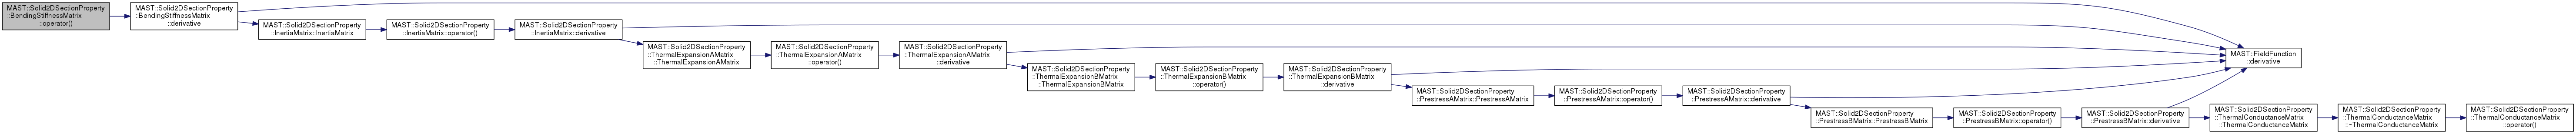 MAST::Solid2DSectionProperty
::BendingStiffnessMatrix
::operator()
MAST::Solid2DSectionProperty
::BendingStiffnessMatrix
::derivative
MAST::Solid2DSectionProperty
::InertiaMatrix::InertiaMatrix
MAST::Solid2DSectionProperty
::InertiaMatrix::operator()
MAST::Solid2DSectionProperty
::InertiaMatrix::derivative
MAST::Solid2DSectionProperty
::ThermalExpansionAMatrix
::ThermalExpansionAMatrix
MAST::Solid2DSectionProperty
::ThermalExpansionAMatrix
::operator()
MAST::Solid2DSectionProperty
::ThermalExpansionAMatrix
::derivative
MAST::Solid2DSectionProperty
::ThermalExpansionBMatrix
::ThermalExpansionBMatrix
MAST::Solid2DSectionProperty
::ThermalExpansionBMatrix
::operator()
MAST::Solid2DSectionProperty
::ThermalExpansionBMatrix
::derivative
MAST::Solid2DSectionProperty
::PrestressAMatrix::PrestressAMatrix
MAST::Solid2DSectionProperty
::PrestressAMatrix::operator()
MAST::Solid2DSectionProperty
::PrestressAMatrix::derivative
MAST::Solid2DSectionProperty
::PrestressBMatrix::PrestressBMatrix
MAST::Solid2DSectionProperty
::PrestressBMatrix::operator()
MAST::Solid2DSectionProperty
::PrestressBMatrix::derivative
MAST::FieldFunction
::derivative
MAST::Solid2DSectionProperty
::ThermalConductanceMatrix
::ThermalConductanceMatrix
MAST::Solid2DSectionProperty
::ThermalConductanceMatrix
::~ThermalConductanceMatrix
MAST::Solid2DSectionProperty
::ThermalConductanceMatrix
::operator()